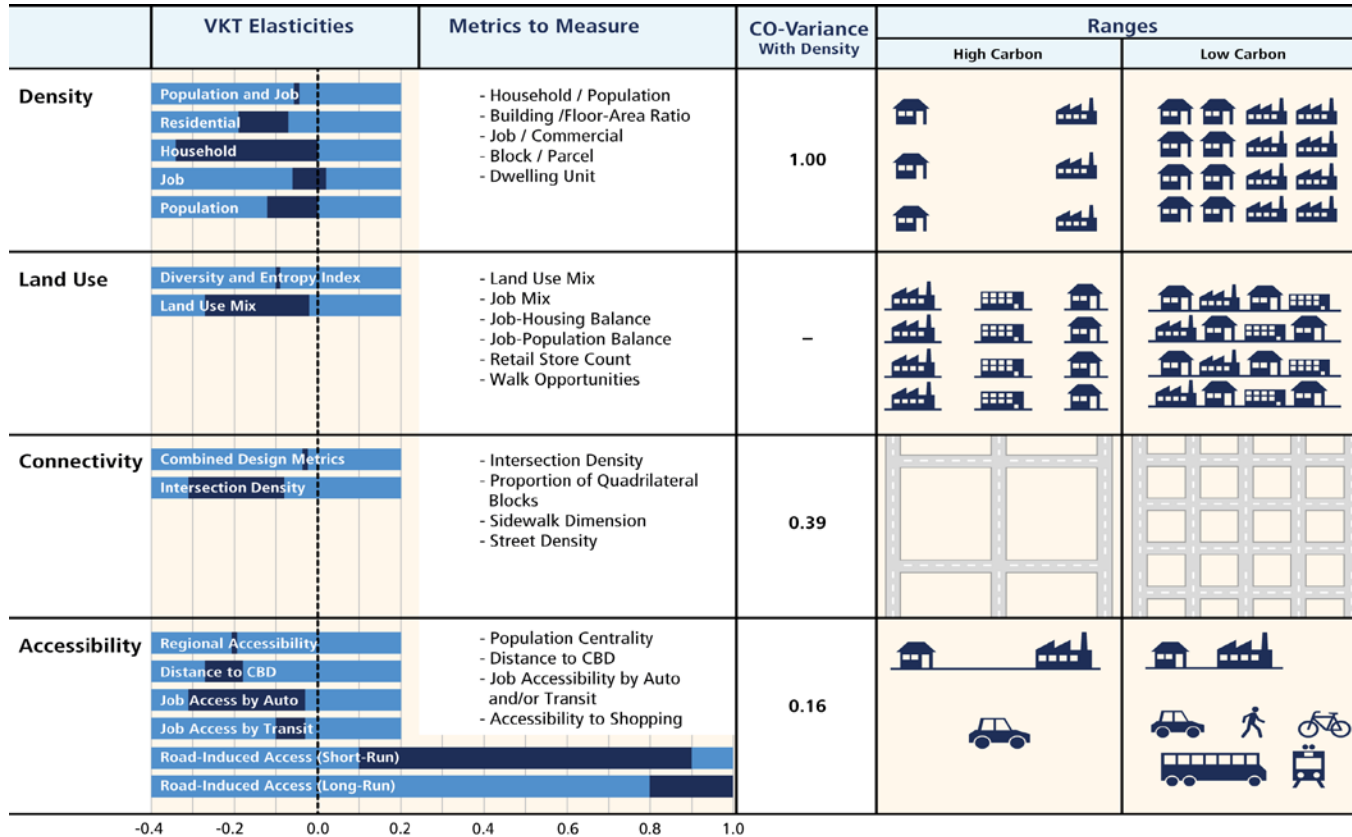 VKT Elasticities
Metrics to Measure
CO-Variance
With Density
Ranges
High Carbon
Low Carbon
Density
Population and Job
Residential
Household
Job
Population
- Household / Population
- Building /Floor-Area Ratio
- Job / Commercial
- Block / Parcel
- Dwelling Unit
1.00
Land Use
Diversity and Entropy Index
Land Use Mix
- Land Use Mix
- Job Mix
- Job-Housing Balance
- Job-Population Balance
- Retail Store Count
- Walk Opportunities
–
Connectivity
Combined Design Metrics
Intersection Density
- Intersection Density
- Proportion of Quadrilateral
Blocks
- Sidewalk Dimension
- Street Density
0.39
Accessibility
Regional Accessibility
Distance to CBD
Job Access by Auto
Job Access by Transit
Road-Induced Access (Short-Run)
Road-Induced Access (Long-Run)
- Population Centrality
- Distance to CBD
- Job Accessibility by Auto
and/or Transit
- Accessibility to Shopping
0.16
-0.4 -0.2 0.0 0.2 0.4 0.6 0.8 1.0